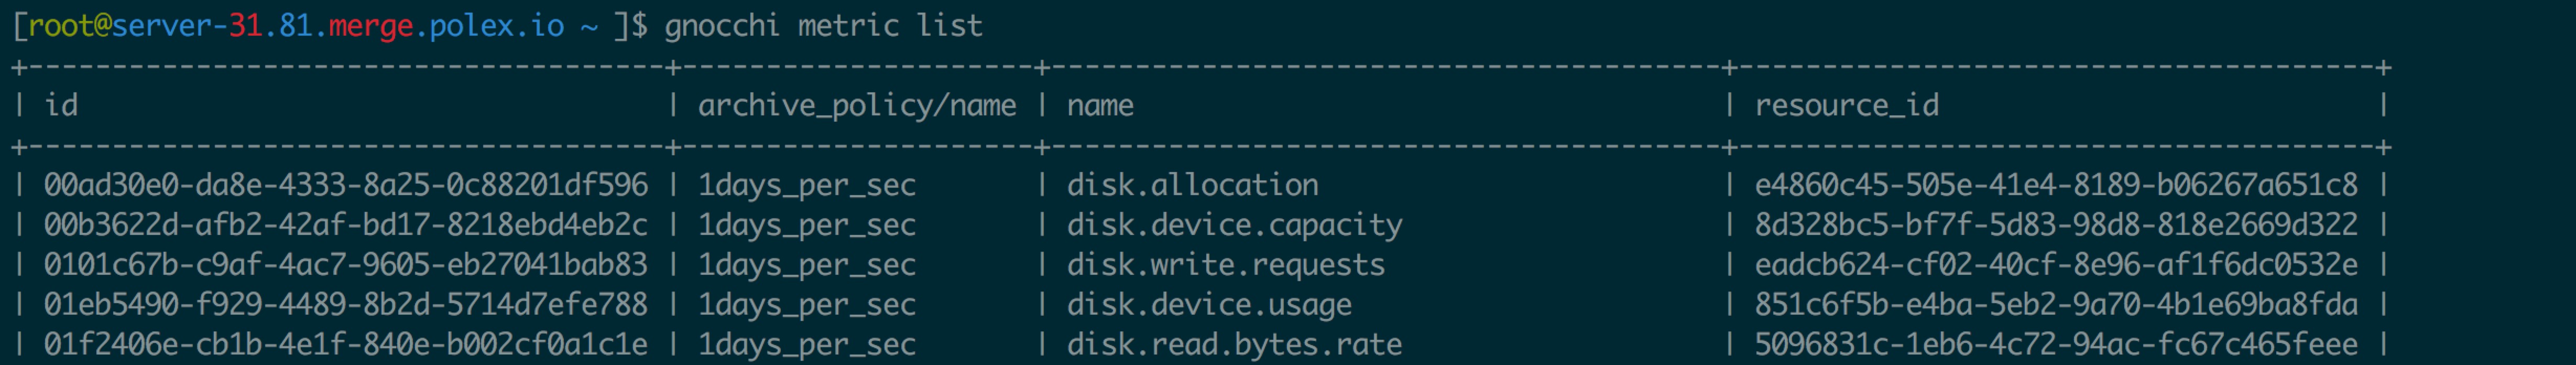 [root@server-31.81.merge.polex.io ~ ]$ gnocchi metric list
+--------------------------------------+---------------------+----------------------------------------+--------------------------------------+
| id | archive_policy/name | name | resource_id |
+--------------------------------------+---------------------+----------------------------------------+--------------------------------------+
| 00ad30e0-da8e-4333-8a25-0c88201df596 | 1days_per_sec | disk.allocation | e4860c45-505e-41e4-8189-b06267a651c8 |
| 00b3622d-afb2-42af-bd17-8218ebd4eb2c | 1days_per_sec | disk.device.capacity | 8d328bc5-bf7f-5d83-98d8-818e2669d322 |
| 0101c67b-c9af-4ac7-9605-eb27041bab83 | 1days_per_sec | disk.write.requests | eadcb624-cf02-40cf-8e96-af1f6dc0532e |
| 01eb5490-f929-4489-8b2d-5714d7efe788 | 1days_per_sec | disk.device.usage | 851c6f5b-e4ba-5eb2-9a70-4b1e69ba8fda |
| 01f2406e-cb1b-4e1f-840e-b002cf0a1c1e | 1days_per_sec | disk.read.bytes.rate | 5096831c-1eb6-4c72-94ac-fc67c465feee |